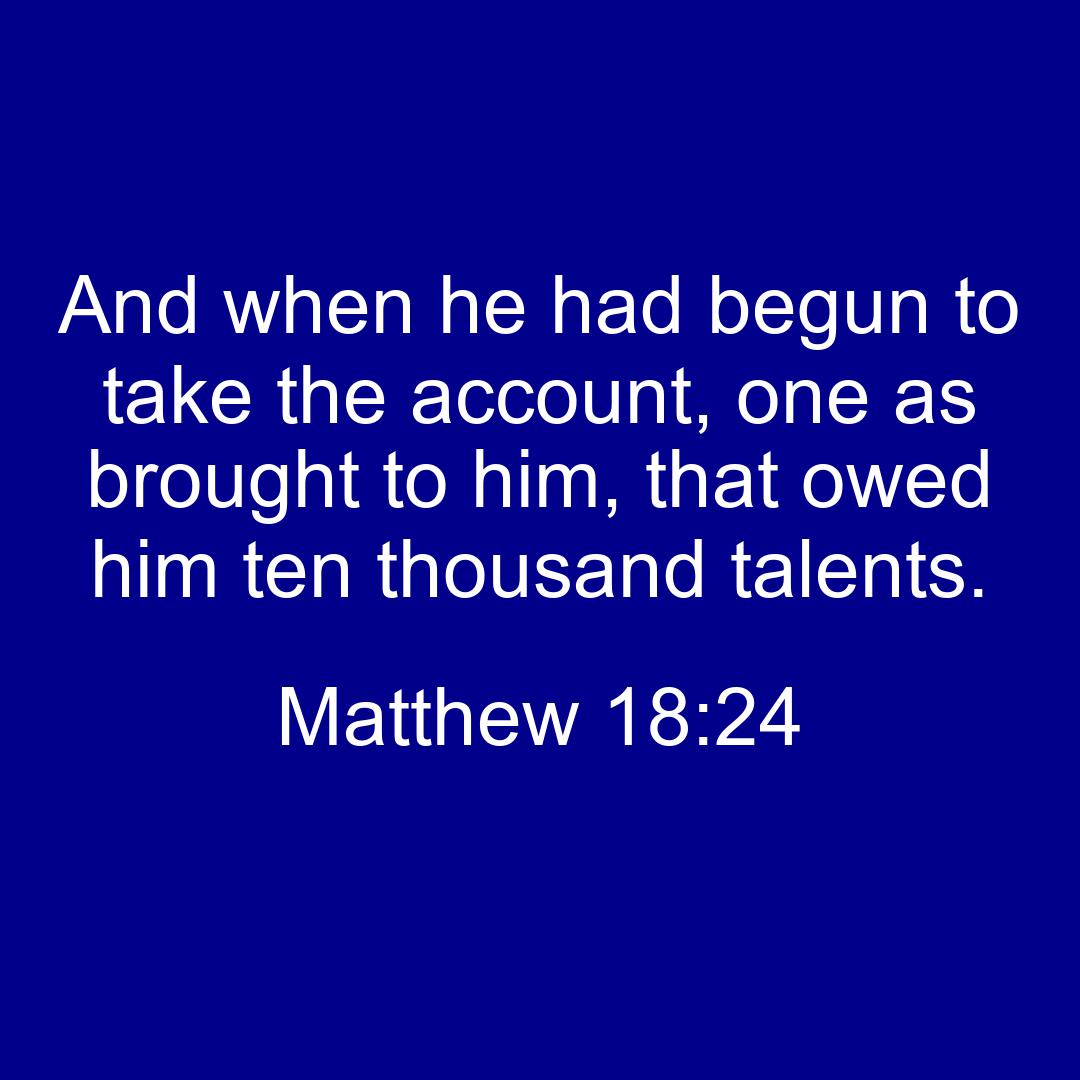 And when he had begun to
take the account, one as
brought to him, that owed
him ten thousand talents.
Matthew 18:24